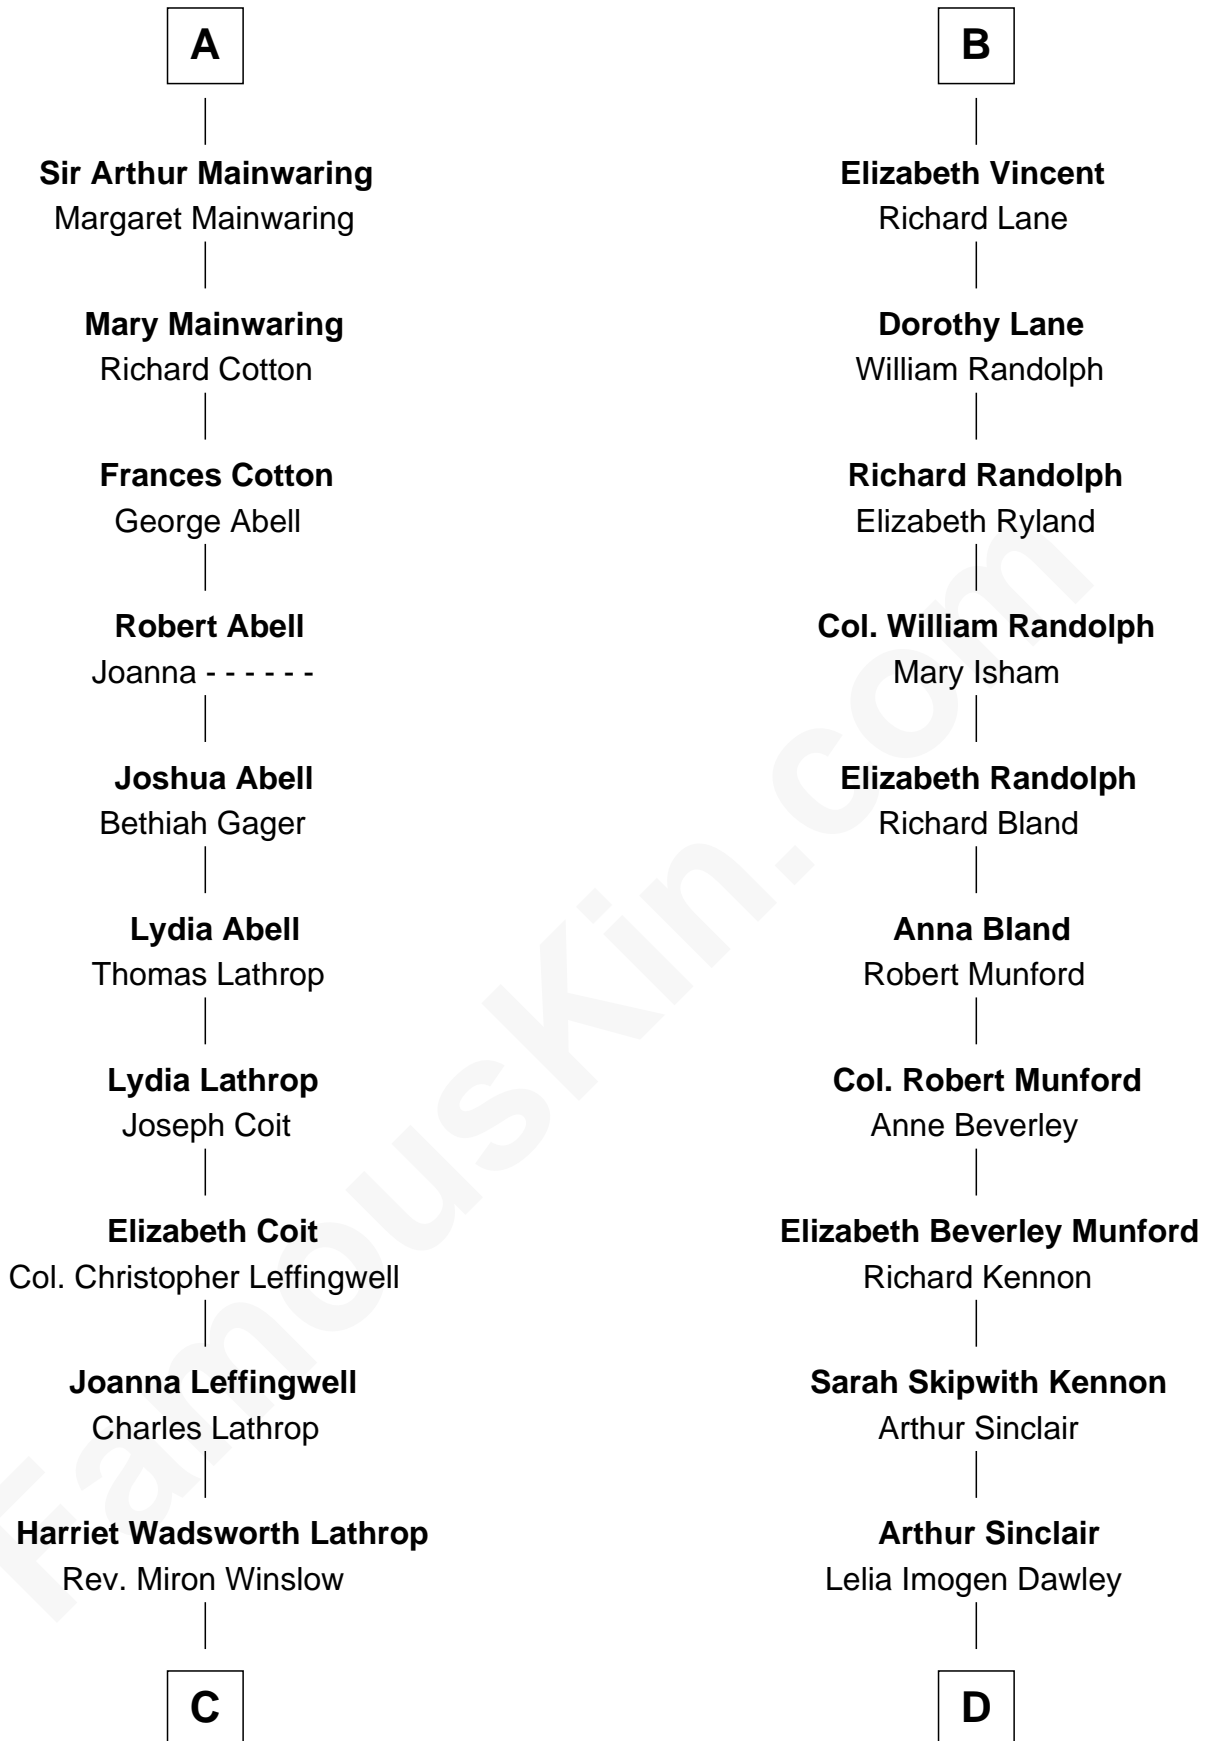 A
Sir Arthur Mainwaring
Margaret Mainwaring
Mary Mainwaring
Richard Cotton
Frances Cotton
George Abell
Robert Abell
Joanna - - - - - -
Joshua Abell
Bethiah Gager
Lydia Abell
Thomas Lathrop
Lydia Lathrop
Joseph Coit
Elizabeth Coit
Col. Christopher Leffingwell
Joanna Leffingwell
Charles Lathrop
Harriet Wadsworth Lathrop
Rev. Miron Winslow
C
B
Elizabeth Vincent
Richard Lane
Dorothy Lane
William Randolph
Richard Randolph
Elizabeth Ryland
Col. William Randolph
Mary Isham
Elizabeth Randolph
Richard Bland
Anna Bland
Robert Munford
Col. Robert Munford
Anne Beverley
Elizabeth Beverley Munford
Richard Kennon
Sarah Skipwith Kennon
Arthur Sinclair
Arthur Sinclair
Lelia Imogen Dawley
D
FamousKin.com